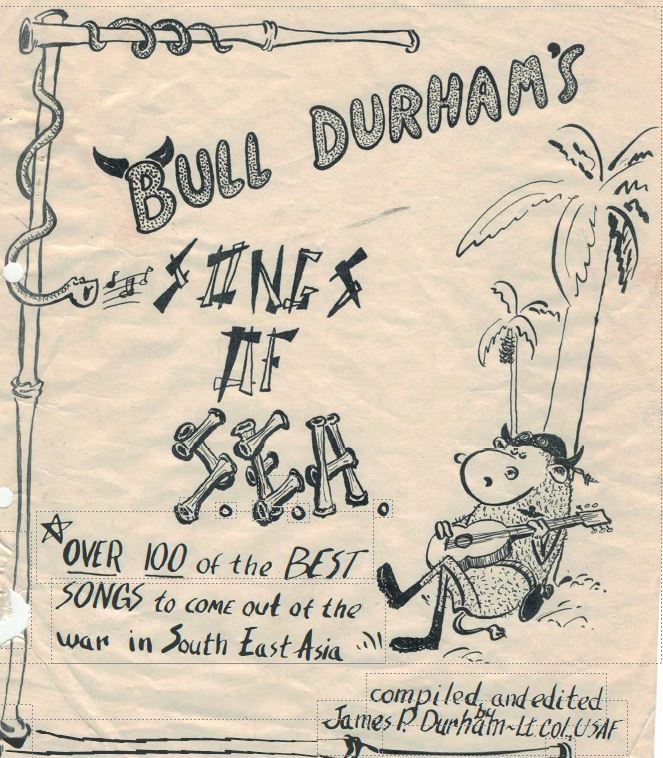 BULL DURHAM'S
SONGS
OF
S.E.A.
OVER 100 of the BEST
SONGS to come out of the
war in South East Asia
compiled and edited
by
James P. Durham~Lt.Col.,USAF